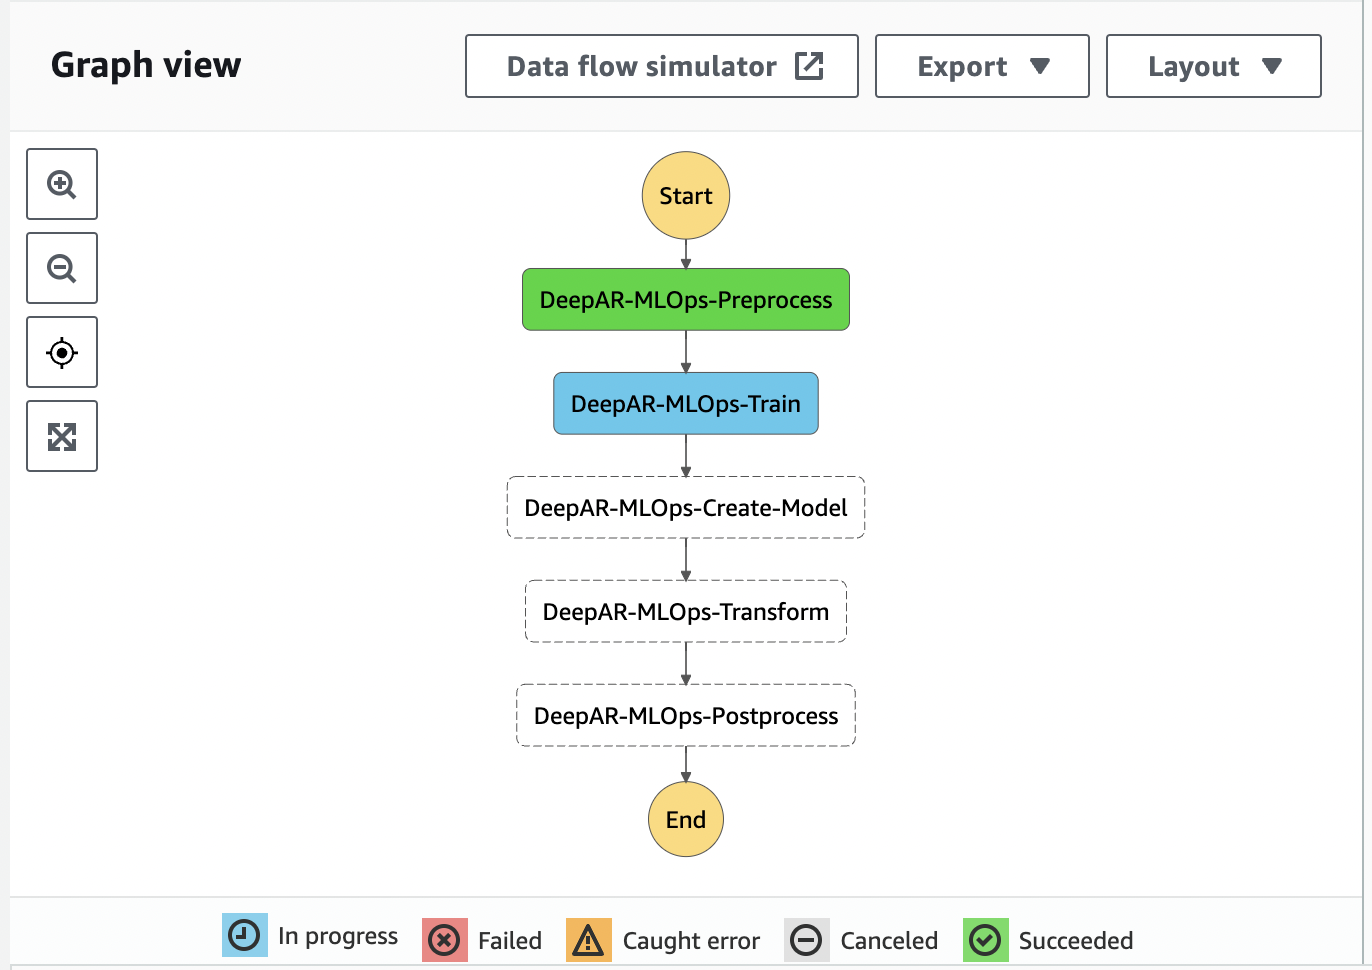 Graph view
Data flow simulator
Export
Layout
Start
DeepAR-MLOps-Preprocess
DeepAR-MLOps-Train
DeepAR-MLOps-Create-Model
DeepAR-MLOps-Transform
DeepAR-MLOps-Postprocess
End
In progress
Failed
Caught error
Canceled
Succeeded